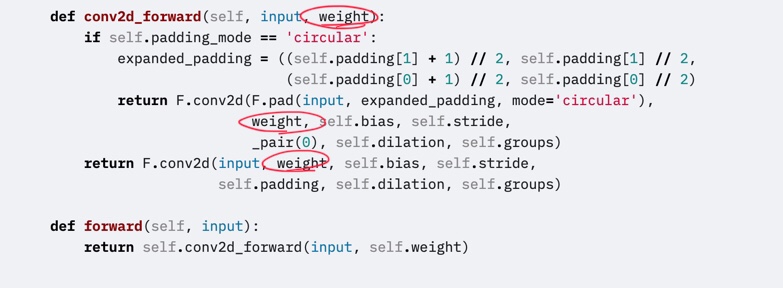 def conv2d_forward(self, input, weight):
if self.padding_mode == 'circular':
expanded_padding = ((self.padding[1] + 1) // 2, self.padding[1] // 2,
(self.padding[0] + 1) // 2, self.padding[0] // 2)
return F.conv2d(F.pad(input, expanded_padding, mode='circular'),
weight, self.bias, self.stride,
_pair(0), self.dilation, self.groups)
return F.conv2d(input, weight, self.bias, self.stride,
self.padding, self.dilation, self.groups)
def forward(self, input):
return self.conv2d_forward(input, self.weight)